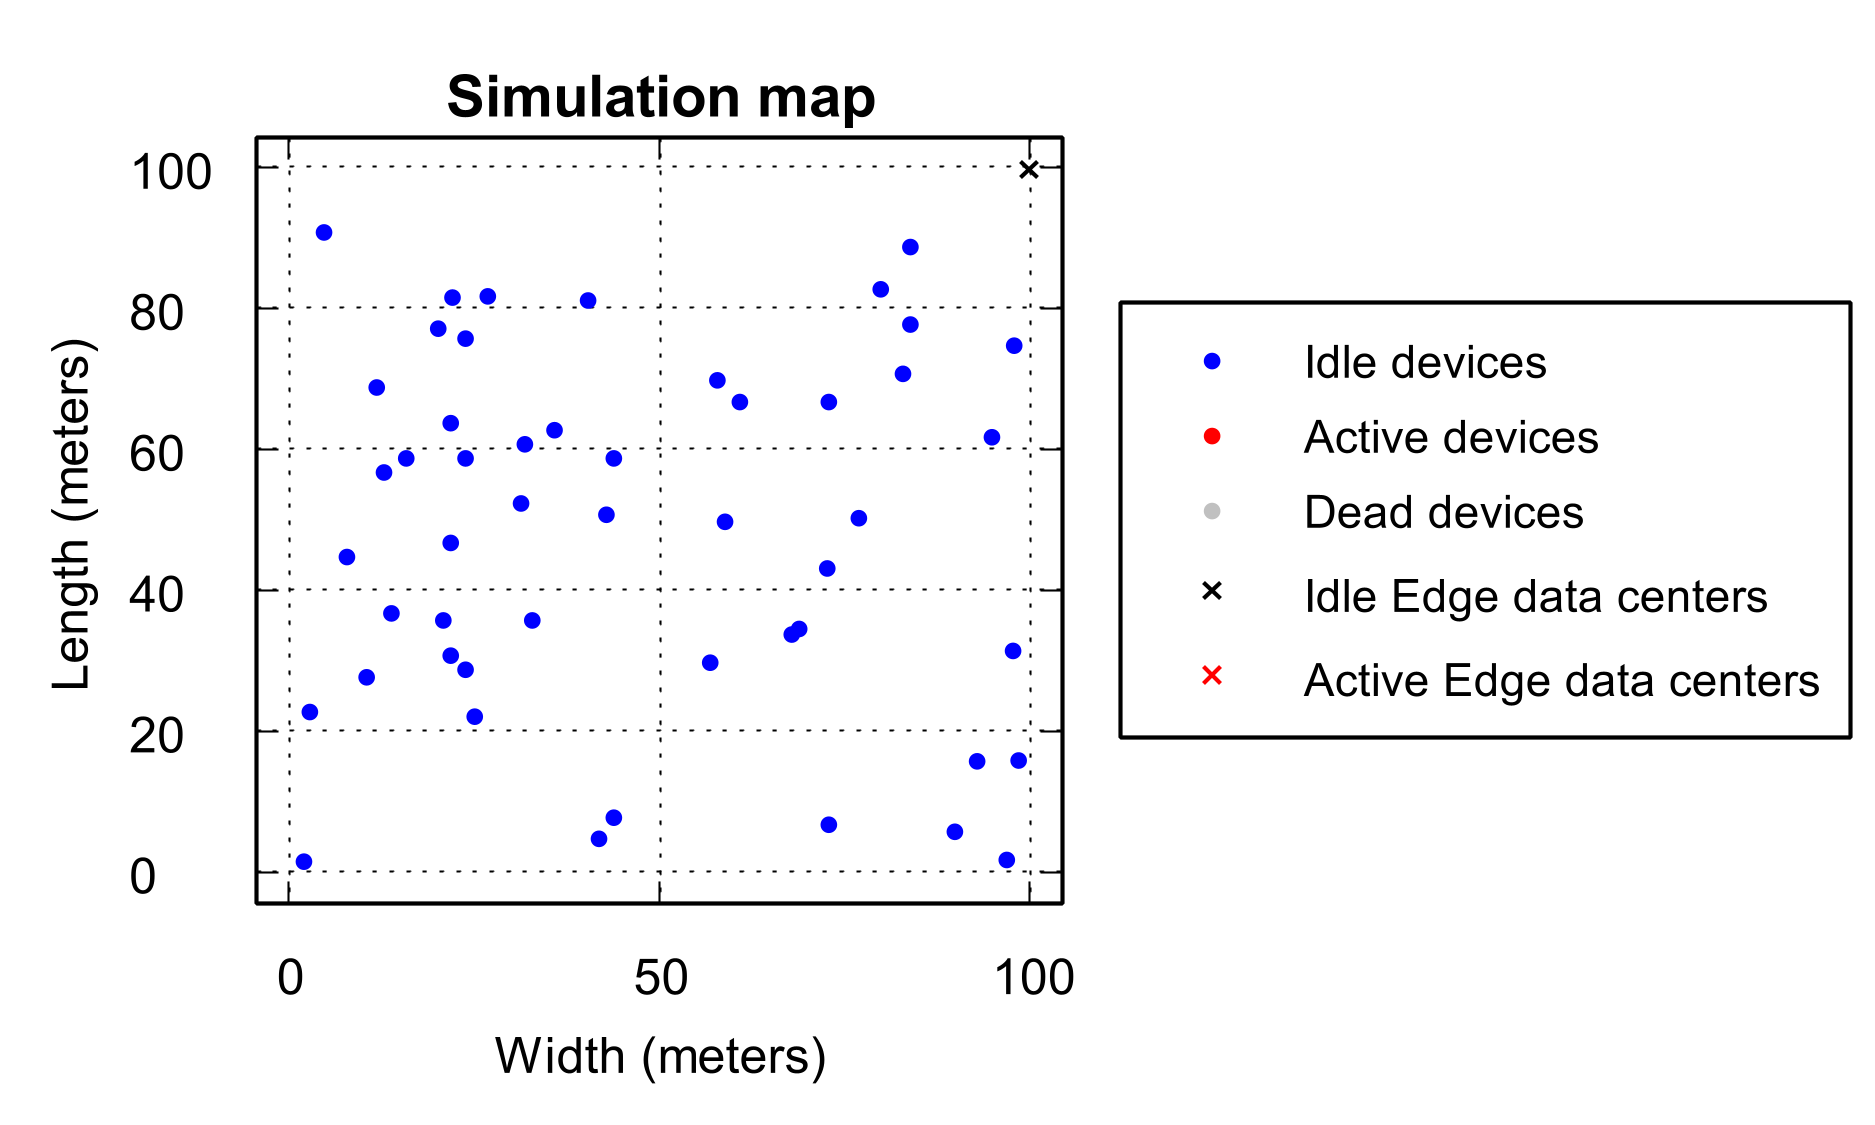 Simulation map
100
80
60
40
20
0
Length (meters)
0 50 100
Width (meters)
Idle devices
Active devices
Dead devices
Idle Edge data centers
Active Edge data centers